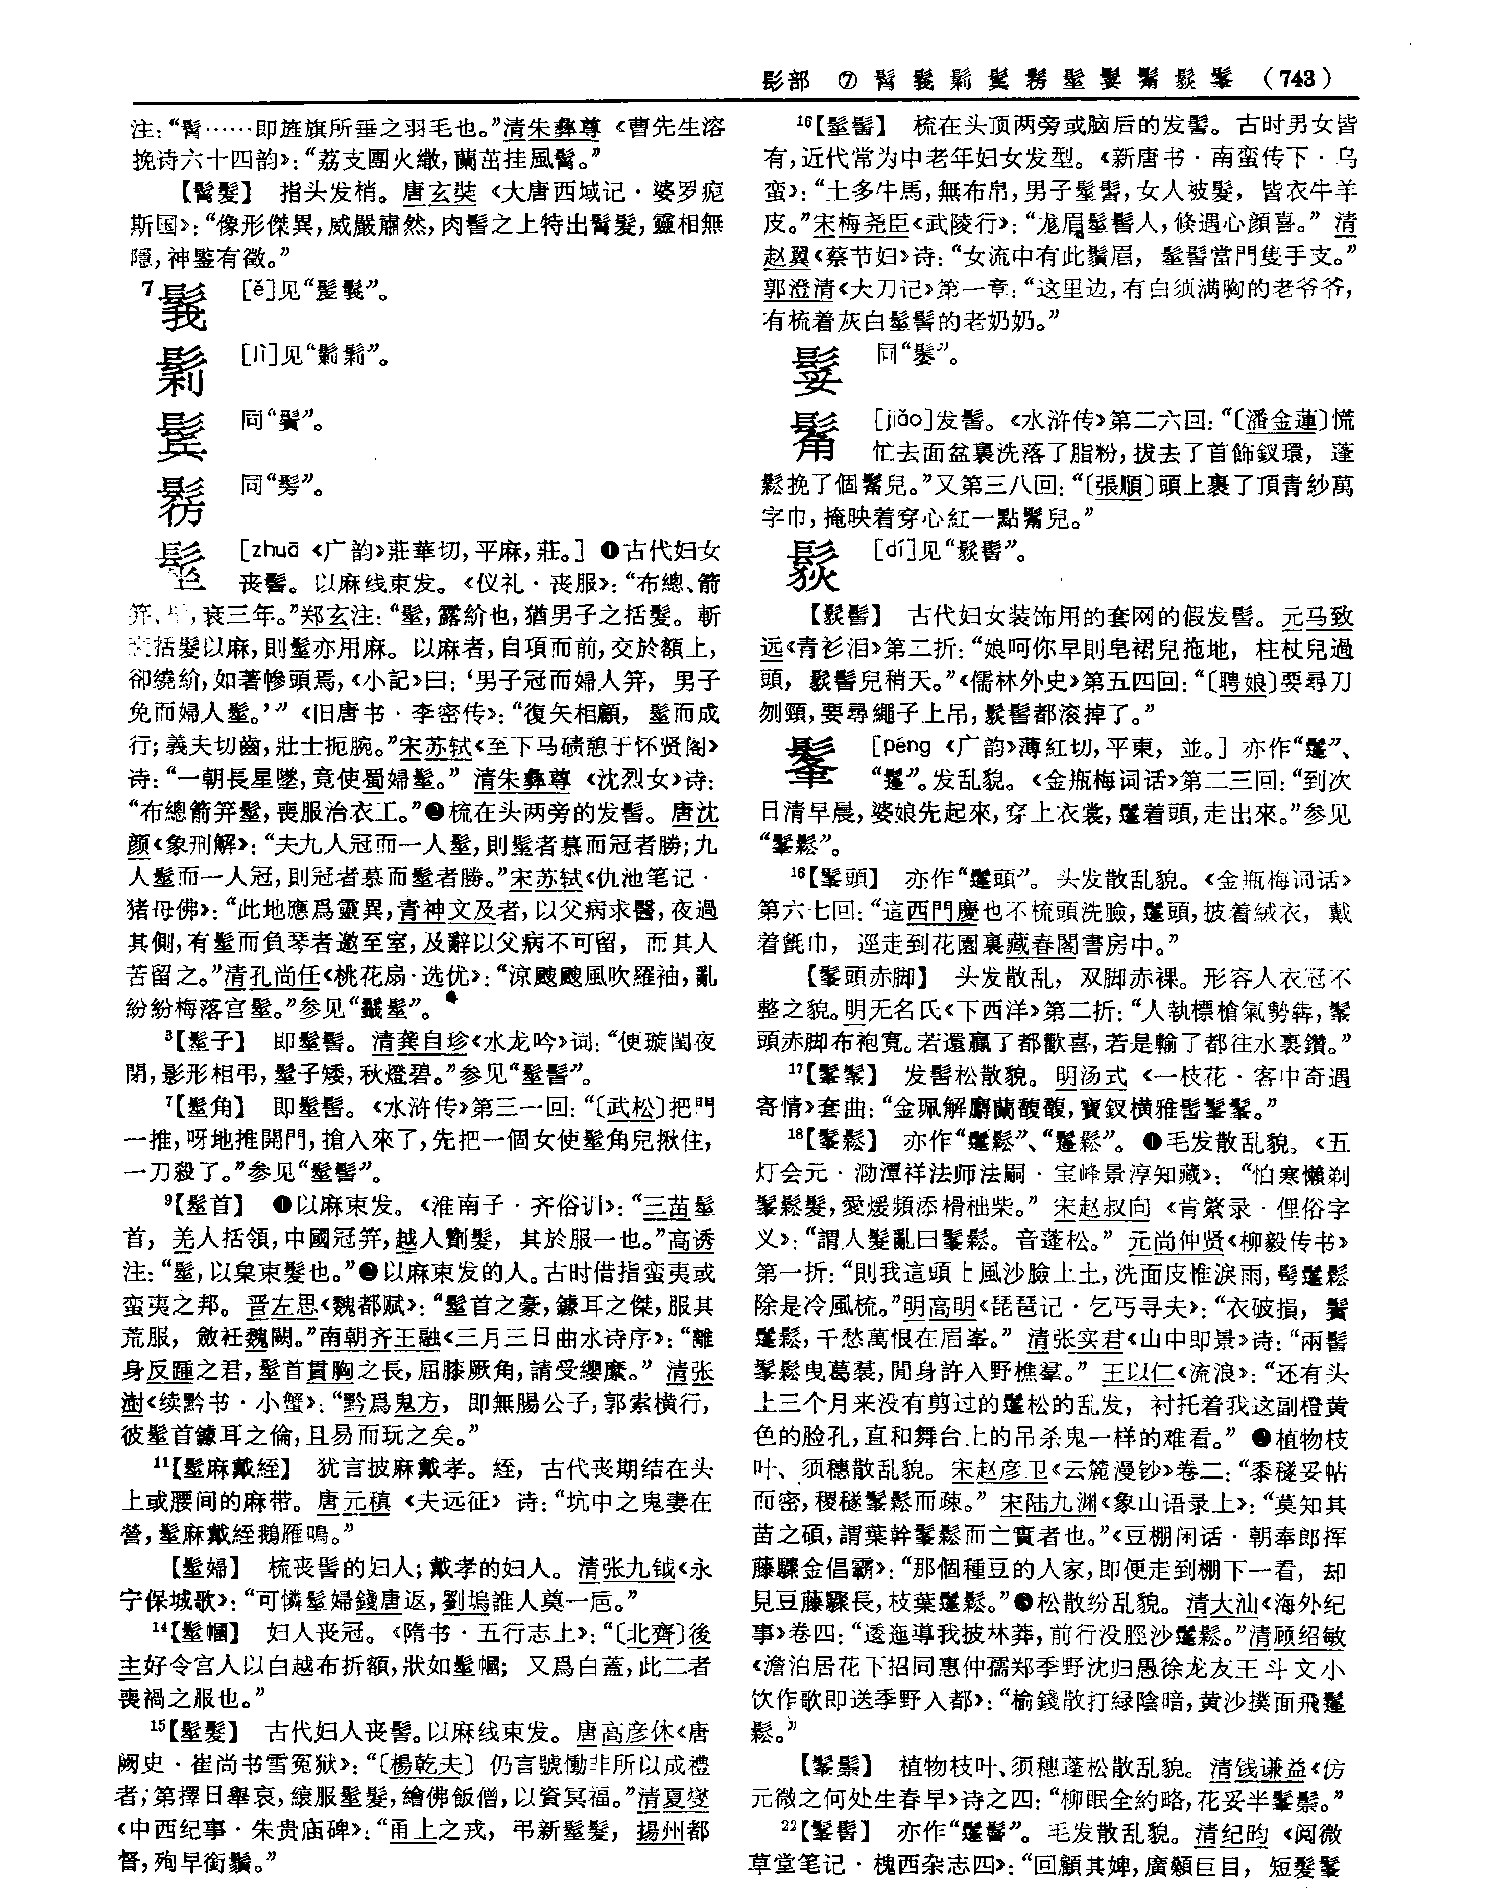 髟部 ⑦ 髾 䰁 鬁 鬂 髳 髽 䰀 䰘 髢 髼 (743)
注：“髾……即旌旗所垂之羽毛也。”清朱彝尊《曹先生溶
挽诗六十四韵》：“荔支團火繖，蘭茁挂風髾。”
【髾髮】 指头发梢。唐玄奘《大唐西域记·婆罗痆
斯国》：“像形傑異，威嚴肅然，肉髻之上特出髾髮，靈相無
隱，神鑒有徵。”
7 [ě]见“髽䰁”。
鬁 [lì]见“鬎鬁”。
鬂 同“鬢”。
同“髣”。
髽 [zhuā 《广韵》莊華切，平麻，莊。] ❶古代妇女
丧髻。以麻线束发。《仪礼·丧服》：“布總、箭
笄、髽，衰三年。”郑玄注：“髽，露紒也，猶男子之括髮。斬
衰括髮以麻，則髽亦用麻。以麻者，自項而前，交於額上，
卻繞紒，如著幓頭焉，《小記》曰：‘男子冠而婦人笄，男子
免而婦人髽。’”《旧唐书·李密传》：“復矢相顧，髽而成
行；義夫切齒，壯士扼腕。”宋苏轼《至下马碛憩于怀贤阁》
诗：“一朝長星墜，竟使蜀婦髽。”清朱彝尊《沈烈女》诗：
“布總箭笄髽，喪服治衣工。”❷梳在头两旁的发髻。唐沈
颜《象刑解》：“夫九人冠而一人髽，則髽者慕而冠者勝；九
人髽而一人冠，則冠者慕而髽者勝。”宋苏轼《仇池笔记·
猪母佛》：“此地應爲靈異，青神文及者，以父病求醫，夜過
其側，有髽而負琴者邀至室，及辭以父病不可留，而其人
苦留之。”清孔尚任《桃花扇·选优》：“涼颼颼風吹羅袖，亂
紛紛梅落宫髽。”参见“鬣髽”。
3【髽子】 即髽髻。清龚自珍《水龙吟》词：“便璇閨夜
閉，影形相弔，髽子矮，秋燈碧。”参见“髽髻”。
7【髽角】 即髽髻。《水浒传》第三一回：“〔武松〕把門
一推，呀地推開門，搶入來了，先把一個女使髽角兒揪住，
一刀殺了。”参见“髽髻”。
9【髽首】 ❶以麻束发。《淮南子·齐俗训》：“三苗髽
首，羌人括領，中國冠笄，越人劗髮，其於服一也。”高诱
注：“髽，以枲束髮也。”❷以麻束发的人。古时借指蛮夷或
蛮夷之邦。晋左思《魏都赋》：“髽首之豪，鐻耳之傑，服其
荒服，斂衽魏闕。”南朝齐王融《三月三日曲水诗序》：“離
身反踵之君，髽首貫胸之長，屈膝厥角，請受纓縻。”清张
澍《续黔书·小蟹》：“黔爲鬼方，即無腸公子，郭索横行，
彼髽首鐻耳之倫，且易而玩之矣。”
11【髽麻戴絰】 犹言披麻戴孝。絰，古代丧期结在头
上或腰间的麻带。唐元稹《夫远征》诗：“坑中之鬼妻在
營，髽麻戴絰鵝雁鳴。”
【髽婦】 梳丧髻的妇人；戴孝的妇人。清张九钺《永
宁保城歌》：“可憐髽婦錢唐返，劉塢誰人奠一卮。”
14【髽幗】 妇人丧冠。《隋书·五行志上》：“〔北齊〕後
主好令宫人以白越布折額，狀如髽幗；又爲白蓋，此二者
喪禍之服也。”
15【髽髮】 古代妇人丧髻。以麻线束发。唐高彦休《唐
阙史·崔尚书雪冤狱》：“〔楊乾夫〕仍言號慟非所以成禮
者，第擇日舉哀，縗服髽髮，繪佛飯僧，以資冥福。”清夏燮
《中西纪事·朱贵庙碑》：“甬上之戎，弔新髽髮，揚州都
督，殉早銜鬚。”
16【髽髻】 梳在头顶两旁或脑后的发髻。古时男女皆
有，近代常为中老年妇女发型。《新唐书·南蛮传下·乌
蛮》：“土多牛馬，無布帛，男子髽髻，女人被髮，皆衣牛羊
皮。”宋梅尧臣《武陵行》：“尨眉髽髻人，倏遇心顔喜。”清
赵翼《蔡节妇》诗：“女流中有此鬚眉，髽髻當門隻手支。”
郭澄清《大刀记》第一章：“这里边，有白须满胸的老爷爷，
有梳着灰白髽髻的老奶奶。”
同“鬘”。
[jiǎo]发髻。《水浒传》第二六回：“〔潘金蓮〕慌
忙去面盆裏洗落了脂粉，拔去了首飾釵環，蓬
鬆挽了個䰘兒。”又第三八回：“〔張順〕頭上裹了頂青紗萬
字巾，掩映着穿心紅一點䰘兒。”
[dí]见“䯼髻”。
【䯼髻】 古代妇女装饰用的套网的假发髻。元马致
远《青衫泪》第二折：“娘呵你早則皂裙兒拖地，柱杖兒過
頭，䯼髻兒稍天。”《儒林外史》第五四回：“〔聘娘〕要尋刀
刎頸，要尋繩子上吊，䯼髻都滚掉了。”
髼 [péng 《广韵》薄紅切，平東，並。] 亦作“鬔”、
“髼”。发乱貌。《金瓶梅词话》第二三回：“到次
日清早晨，婆娘先起來，穿上衣裳，鬔着頭，走出來。”参见
“髼鬆”。
16【髼頭】 亦作“鬔頭”。头发散乱貌。《金瓶梅词话》
第六七回：“這西門慶也不梳頭洗臉，鬔頭，披着絨衣，戴
着氈巾，逕走到花園裏藏春閣書房中。”
【髼頭赤脚】 头发散乱，双脚赤裸。形容人衣冠不
整之貌。明无名氏《下西洋》第二折：“人執標槍氣勢犇，髼
頭赤脚布袍寬。若還贏了都歡喜，若是輸了都往水裏鑽。”
17【髼髿】 发髻松散貌。明汤式《一枝花·客中奇遇
寄情》套曲：“金珮解麝蘭馥馥，寶釵横雅髻髼髿。”
18【髼鬆】 亦作“鬔鬆”、“髼鬆”。❶毛发散乱貌。《五
灯会元·泐潭祥法师法嗣·宝峰景淳知藏》：“怕寒懶剃
髼鬆髮，愛煖頻添榾柮柴。”宋赵叔向《肯綮录·俚俗字
义》：“謂人髮亂曰髼鬆。音蓬松。”元尚仲贤《柳毅传书》
第一折：“則我這頭上風沙臉上土，洗面皮惟淚雨，鬅鬔鬆
除是冷風梳。”明高明《琵琶记·乞丐寻夫》：“衣破損，鬢
鬔鬆，千愁萬恨在眉峯。”清张实君《山中即景》诗：“兩髻
髼鬆曳葛裘，閒身許入野樵羣。”王以仁《流浪》：“还有头
上三个月来没有剪过的鬔松的乱发，衬托着我这副橙黄
色的脸孔，直和舞台上的吊杀鬼一样的难看。”❷植物枝
叶、须穗散乱貌。宋赵彦卫《云麓漫钞》卷二：“黍穟妥帖
而密，稷穟髼鬆而疎。”宋陆九渊《象山语录上》：“莫知其
苗之碩，謂葉幹髼鬆而亡實者也。”《豆棚闲话·朝奉郎挥
藤驟金倡霸》：“那個種豆的人家，即便走到棚下一看，却
見豆藤驟長，枝葉鬔鬆。”❸松散纷乱貌。清大汕《海外纪
事》卷四：“逶迤導我披林莽，前行没脛沙鬔鬆。”清顾绍敏
《澹泊居花下招同惠仲孺郑季野沈归愚徐龙友王斗文小
饮作歌即送季野入都》：“榆錢散打緑陰暗，黄沙撲面飛鬔
鬆。”
【髼鬃】 植物枝叶、须穗蓬松散乱貌。清钱谦益《仿
元微之何处生春早》诗之四：“柳眠全約略，花妥半髼鬃。”
22【髼髻】 亦作“鬔髻”。毛发散乱貌。清纪昀《阅微
草堂笔记·槐西杂志四》：“回顧其婢，廣顙巨目，短髮髼